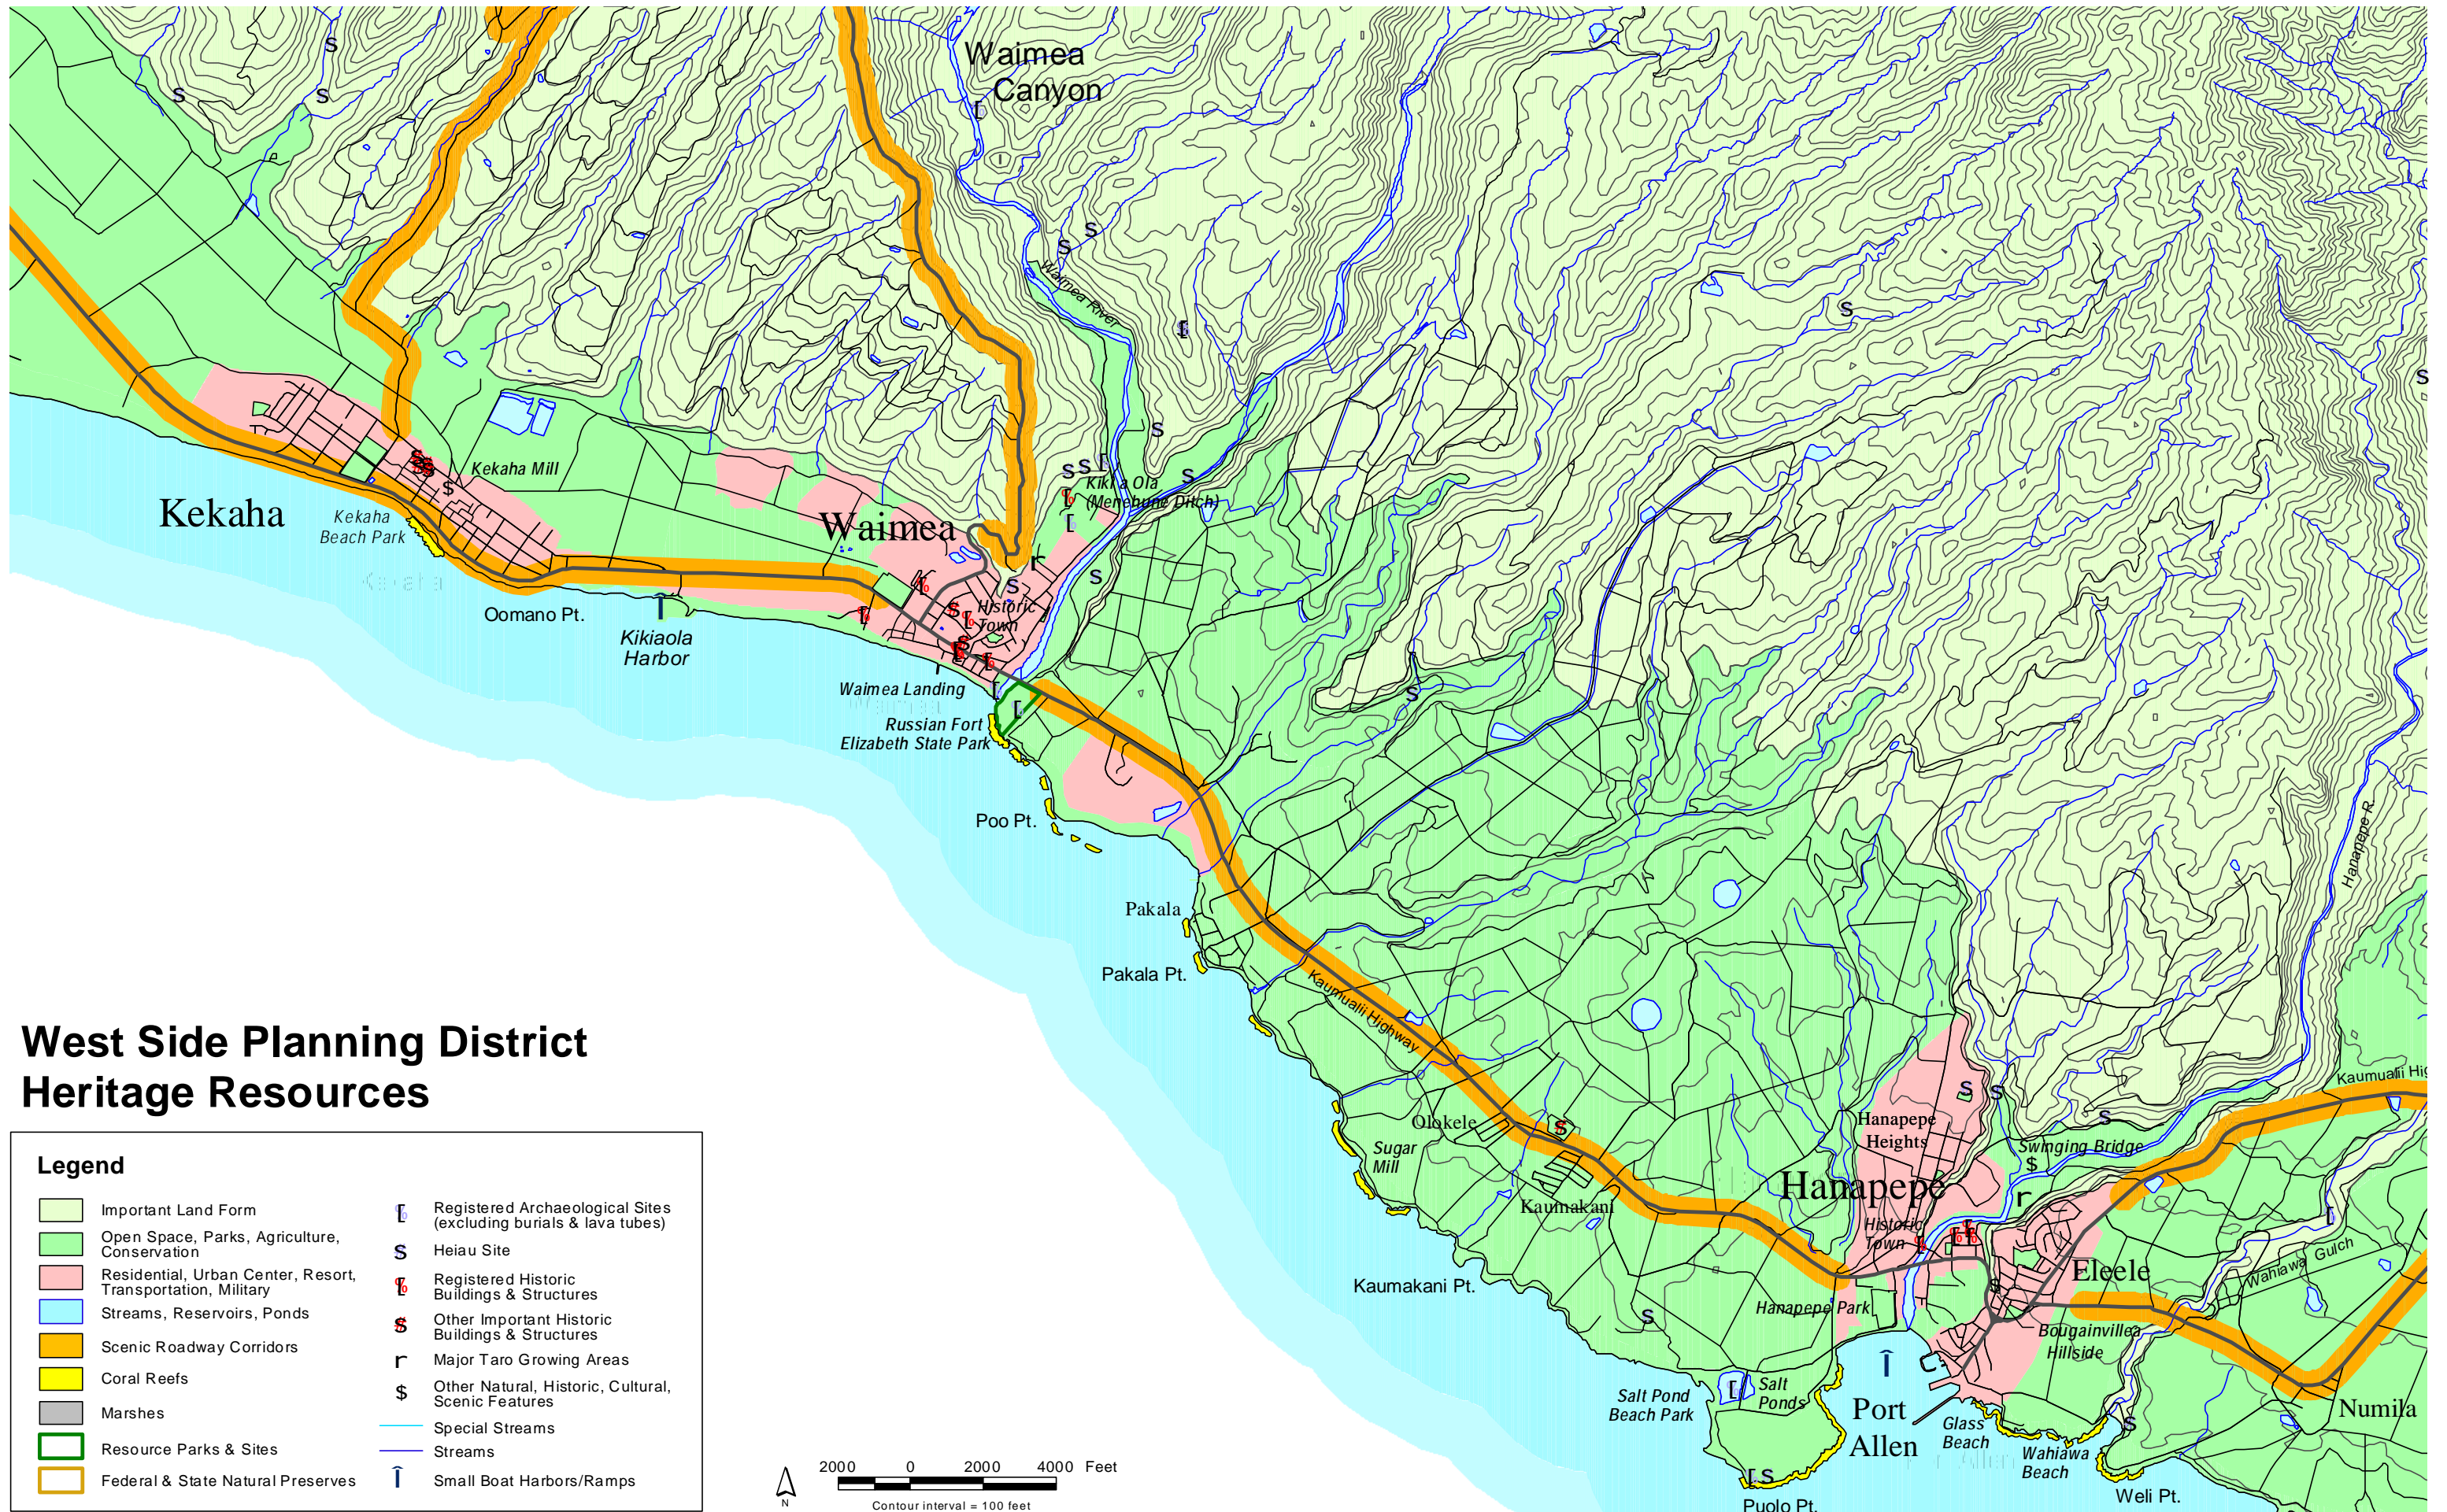 Waimea
Canyon
Waimea River
Kekaha Mill
Kekaha
Kekaha
Beach Park
Waimea
Kikia Ola
(Menehune Ditch)
Historic
Town
Oomano Pt.
Kikiaola
Harbor
Waimea Landing
Russian Fort
Elizabeth State Park
Poo Pt.
Pakala
Pakala Pt.
Kaumualii Highway
Hanapepe R.
Olokele
Sugar
Mill
Kaumakani
Kaumakani Pt.
Hanapepe
Heights
Hanapepe
Historic
Town
Swinging Bridge
Kaumualii Hig
Eleele
Wahiawa Gulch
Hanapepe Park
Bougainvillea
Hillside
Salt Pond
Beach Park
Salt
Ponds
Port
Allen
Glass
Beach
Wahiawa
Beach
Numila
Weli Pt.
Puolo Pt.
West Side Planning District
Heritage Resources
Legend
Important Land Form
Open Space, Parks, Agriculture,
Conservation
Residential, Urban Center, Resort,
Transportation, Military
Streams, Reservoirs, Ponds
Scenic Roadway Corridors
Coral Reefs
Marshes
Resource Parks & Sites
Federal & State Natural Preserves
[ Registered Archaeological Sites
(excluding burials & lava tubes)
S Heiau Site
[ Registered Historic
Buildings & Structures
S Other Important Historic
Buildings & Structures
r Major Taro Growing Areas
$ Other Natural, Historic, Cultural,
Scenic Features
Special Streams
Streams
Î Small Boat Harbors/Ramps
N
2000 0 2000 4000 Feet
Contour interval = 100 feet